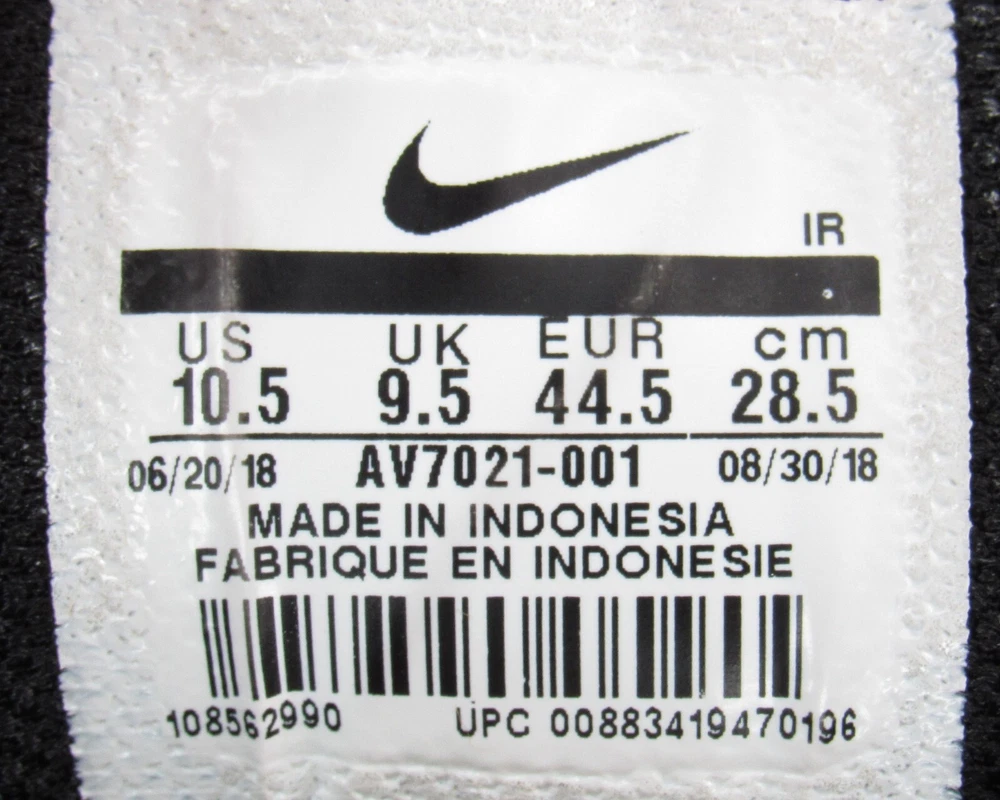 IR
US UK EUR cm
10.5 9.5 44.5 28.5
06/20/18 AV7021-001 08/30/18
MADE IN INDONESIA
FABRIQUE EN INDONESIE
108562990 UPC 00883419470196